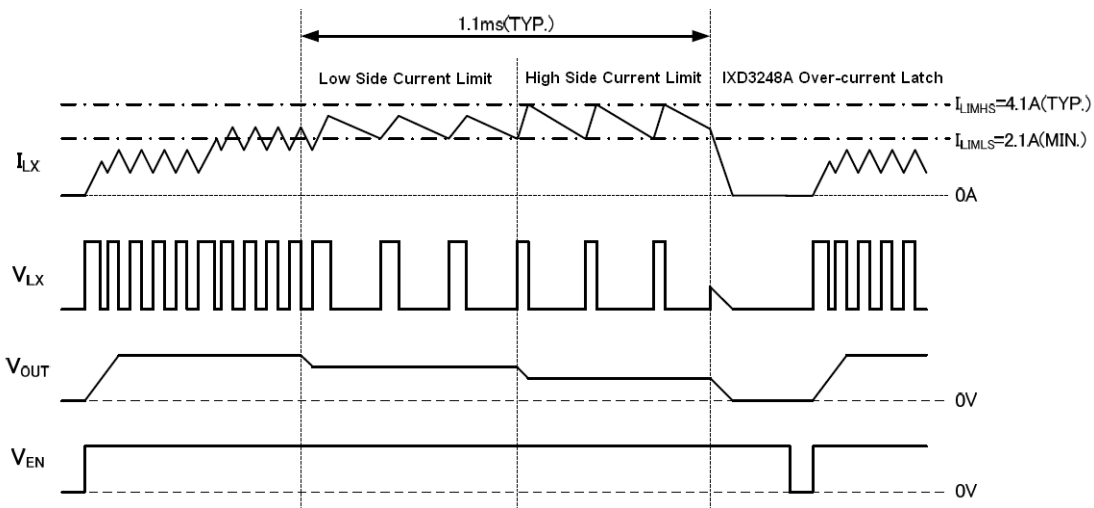 1.1ms(TYP.)
Low Side Current Limit
High Side Current Limit
IXD3248A Over-current Latch
ILIMHS=4.1A(TYP.)
ILIMLS=2.1A(MIN.)
ILX
0A
VLX
VOUT
0V
VEN
0V